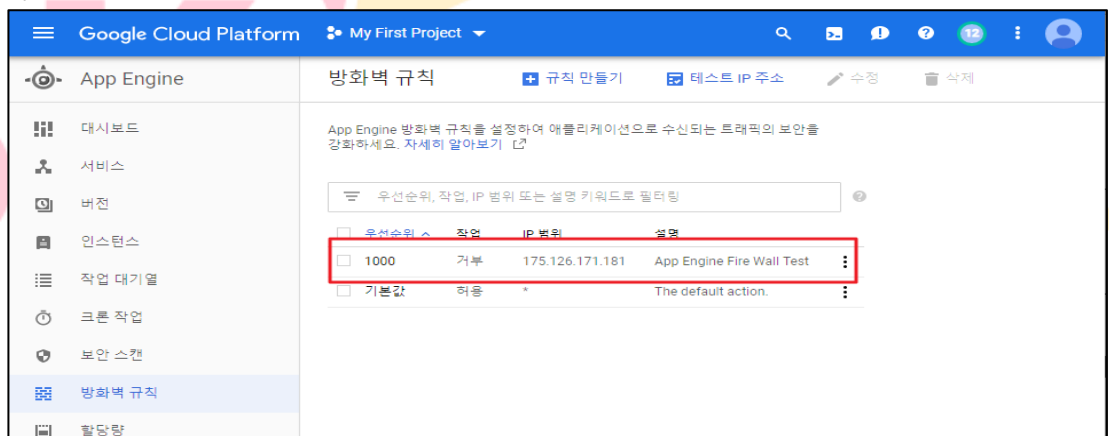 Google Cloud Platform
My First Project
12
App Engine
방화벽 규칙
규칙 만들기
테스트 IP 주소
수정
삭제
대시보드
서비스
버전
인스턴스
작업 대기열
크론 작업
보안 스캔
방화벽 규칙
할당량
App Engine 방화벽 규칙을 설정하여 애플리케이션으로 수신되는 트래픽의 보안을
강화하세요. 자세히 알아보기
우선순위, 작업, IP 범위 또는 설명 키워드로 필터링
우선순위 작업 IP 범위 설명
1000 거부 175.126.171.181 App Engine Fire Wall Test
기본값 허용 * The default action.